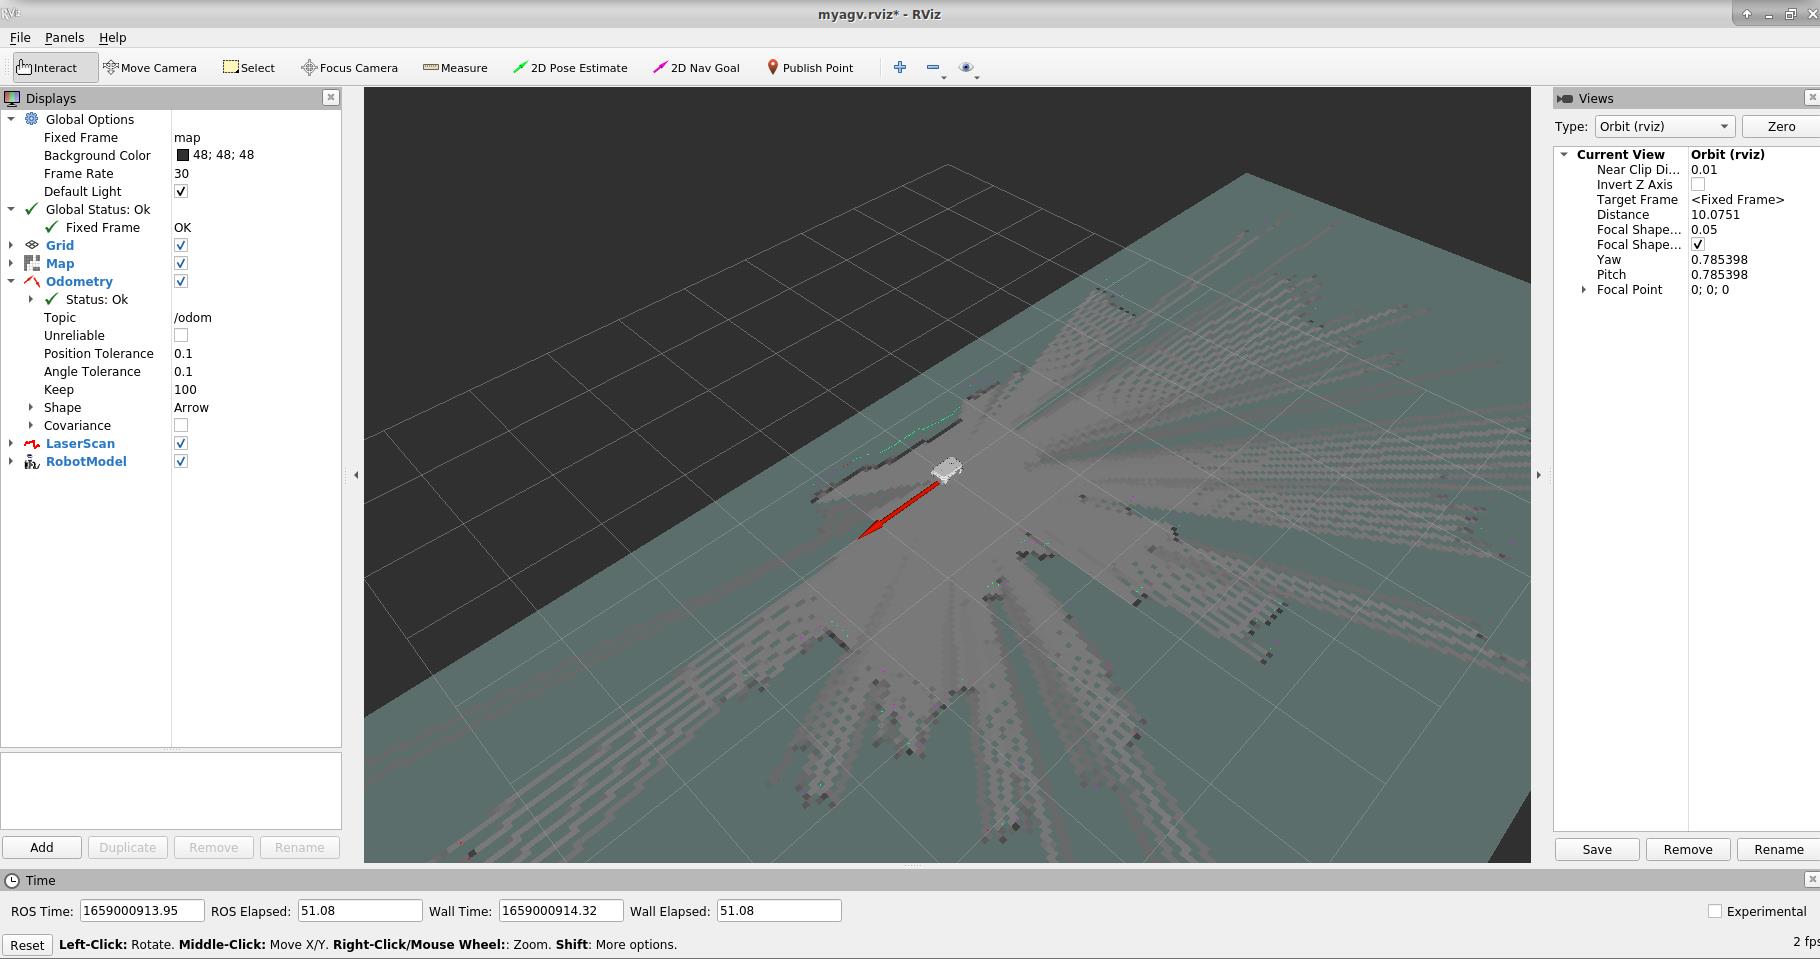 myagv.rviz* - RViz
File Panels Help
Interact Move Camera Select Focus Camera Measure 2D Pose Estimate 2D Nav Goal Publish Point
Displays
Global Options
Fixed Frame map
Background Color 48; 48; 48
Frame Rate 30
Default Light
Global Status: Ok
Fixed Frame OK
Grid
Map
Odometry
Status: Ok
Topic /odom
Unreliable
Position Tolerance 0.1
Angle Tolerance 0.1
Keep 100
Shape Arrow
Covariance
LaserScan
RobotModel
Add Duplicate Remove Rename
Views
Type: Orbit (rviz) Zero
Current View Orbit (rviz)
Near Clip Di... 0.01
Invert Z Axis
Target Frame <Fixed Frame>
Distance 10.0751
Focal Shape... 0.05
Focal Shape...
Yaw 0.785398
Pitch 0.785398
Focal Point 0; 0; 0
Save Remove Rename
Time
ROS Time: 1659000913.95 ROS Elapsed: 51.08 Wall Time: 1659000914.32 Wall Elapsed: 51.08 Experimental
Reset Left-Click: Rotate. Middle-Click: Move X/Y. Right-Click/Mouse Wheel:: Zoom. Shift: More options. 2 fps